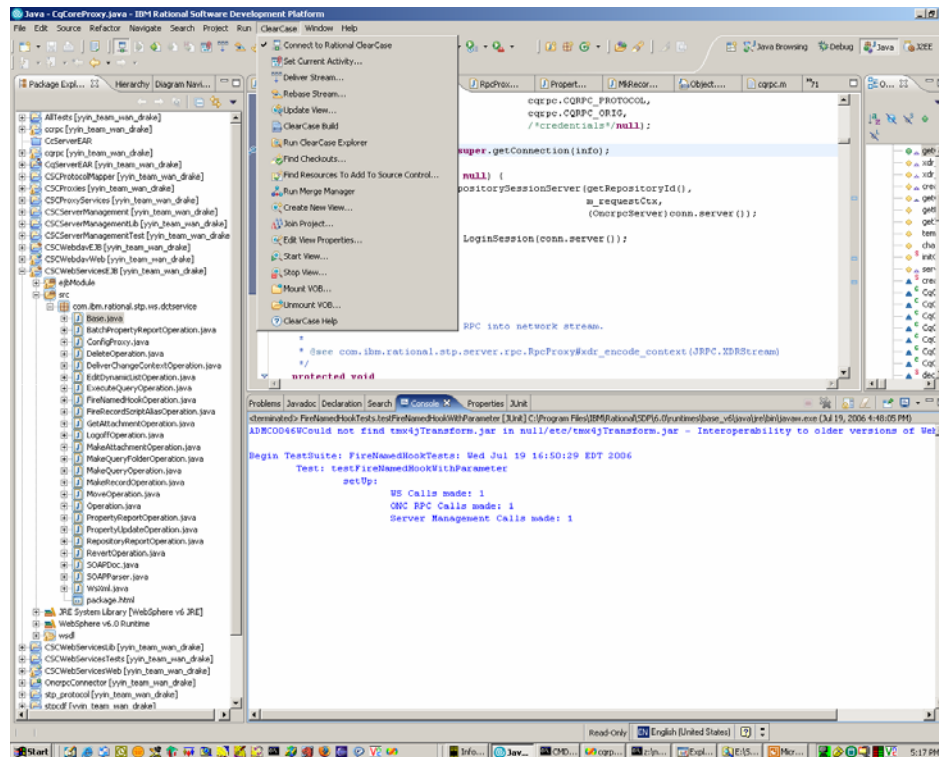 Java - CqCoreProxy.java - IBM Rational Software Development Platform
File Edit Source Refactor Navigate Search Project Run ClearCase Window Help
Java Browsing Debug Java J2EE
Package Expl... Hierarchy Diagram Navi...
RpcProx... Propert... MkRecor... Object.... cqrpc.m "71
O...
Connect to Rational ClearCase
Set Current Activity...
Deliver Stream...
Rebase Stream...
Update View...
ClearCase Build
Run ClearCase Explorer
Find Checkouts...
Find Resources To Add To Source Control...
Run Merge Manager
Create New View...
Join Project...
Edit View Properties...
Start View...
Stop View...
Mount VOB...
Unmount VOB...
ClearCase Help
AllTests [yyin_team_wan_drake]
ccrpc [yyin_team_wan_drake]
CcServerEAR
cqrpc [yyin_team_wan_drake]
CqServerEAR [yyin_team_wan_drake]
CSCProtocolMapper [yyin_team_wan_drake]
CSCProxies [yyin_team_wan_drake]
CSCProxyServices [yyin_team_wan_drake]
CSCServerManagement [yyin_team_wan_drake]
CSCServerManagementLib [yyin_team_wan_drake]
CSCServerManagementTest [yyin_team_wan_drake
CSCWebdavEJB [yyin_team_wan_drake]
CSCWebdavWeb [yyin_team_wan_drake]
CSCWebServicesEJB [yyin_team_wan_drake]
ejbModule
src
com.ibm.rational.stp.ws.dctservice
Base.java
BatchPropertyReportOperation.java
ConfigProxy.java
DeleteOperation.java
DeliverChangeContextOperation.java
EditDynamicListOperation.java
ExecuteQueryOperation.java
FireNamedHookOperation.java
FireRecordScriptAliasOperation.java
GetAttachmentOperation.java
LogoffOperation.java
MakeAttachmentOperation.java
MakeQueryFolderOperation.java
MakeQueryOperation.java
MakeRecordOperation.java
MoveOperation.java
Operation.java
PropertyReportOperation.java
PropertyUpdateOperation.java
RepositoryReportOperation.java
RevertOperation.java
SOAPDoc.java
SOAPParser.java
WsXml.java
package.html
JRE System Library [WebSphere v6 JRE]
WebSphere v6.0 Runtime
wsdl
CSCWebServicesLib [yyin_team_wan_drake]
CSCWebServicesTests [yyin_team_wan_drake]
CSCWebServicesWeb [yyin_team_wan_drake]
OncrpcConnector [yyin_team_wan_drake]
stp_protocol [yyin_team_wan_drake]
stpcdf [yyin_team_wan_drake]
cqrpc.CQRPC_PROTOCOL,
cqrpc.CQRPC_ORIG,
/*credentials*/null);
super.getConnection(info);
null) {
positorySessionServer(getRepositoryId(),
m_requestCtx,
(OncrpcServer)conn.server());
LoginSession(conn.server());
RPC into network stream.
*
* @see com.ibm.rational.stp.server.rpc.RpcProxy#xdr_encode_context(JRPC.XDRStream)
*/
protected void
Problems Javadoc Declaration Search Console Properties JUnit
<terminated> FireNamedHookTests.testFireNamedHookWithParameter [JUnit] C:\Program Files\IBM\Rational\SDP\6.0\runtimes\base_v6\java\jre\bin\javaw.exe (Jul 19, 2006 4:48:05 PM)
ADMC0046WCould not find tmx4jTransform.jar in null/etc/tmx4jTransform.jar - Interoperability to older versions of Web
Begin TestSuite: FireNamedHookTests: Wed Jul 19 16:50:29 EDT 2006
Test: testFireNamedHookWithParameter
setUp:
WS Calls made: 1
ONC RPC Calls made: 1
Server Management Calls made: 1
Read-Only EN English (United States)
Start Info... Jav... CMD... cqrp... z:\n... Expl... E:\S... Micr... 5:17 PM